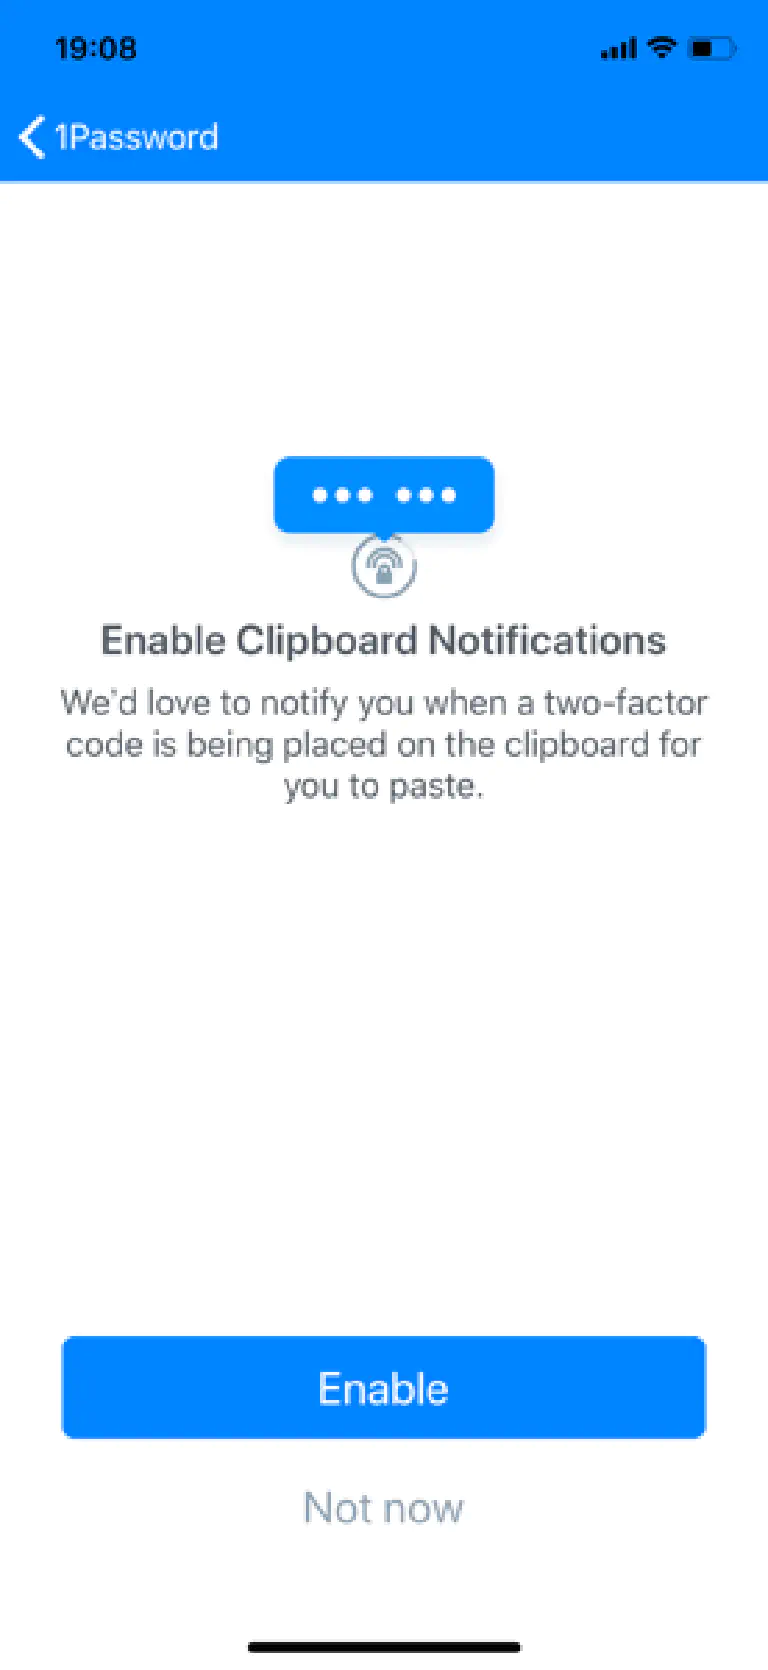 19:08
1Password
Enable Clipboard Notifications
We'd love to notify you when a two-factor
code is being placed on the clipboard for
you to paste.
Enable
Not now